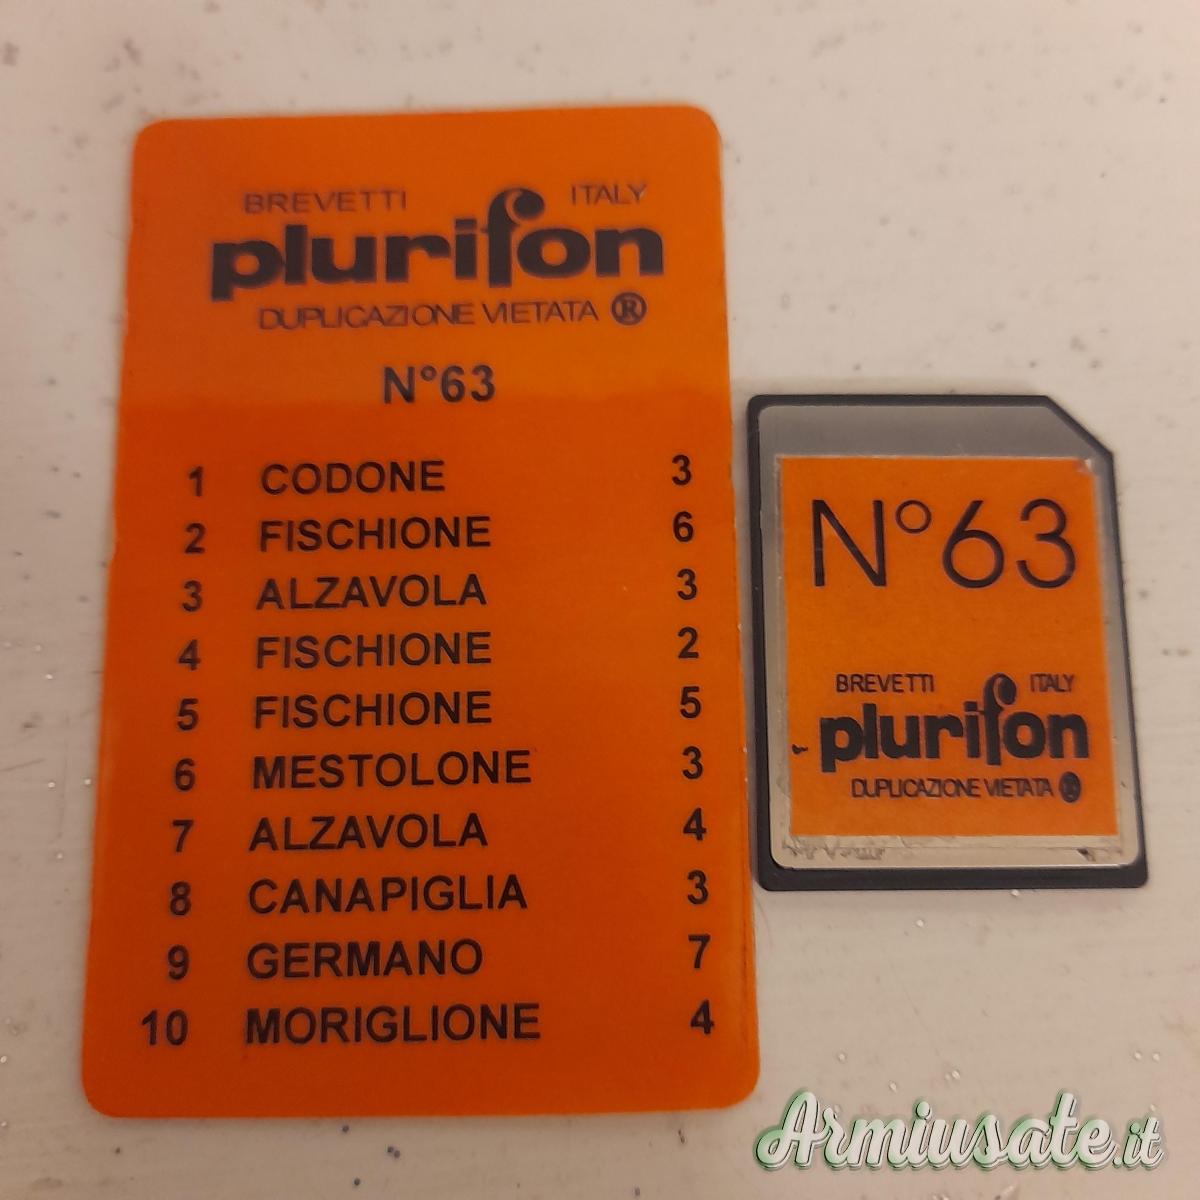 BREVETTI ITALY
plurifon
DUPLICAZIONE VIETATA ®
N°63
1 CODONE 3
2 FISCHIONE 6
3 ALZAVOLA 3
4 FISCHIONE 2
5 FISCHIONE 5
6 MESTOLONE 3
7 ALZAVOLA 4
8 CANAPIGLIA 3
9 GERMANO 7
10 MORIGLIONE 4
N°63
BREVETTI ITALY
plurifon
DUPLICAZIONE VIETATA ®
Armiusate.it